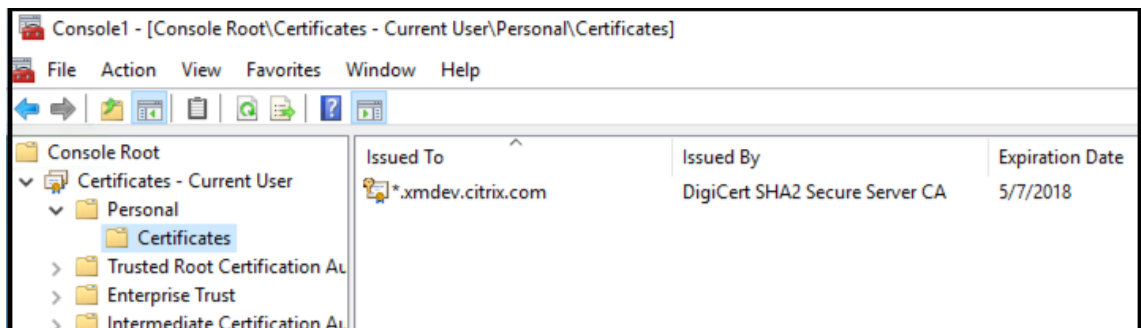 Console1 - [Console Root\Certificates - Current User\Personal\Certificates]
File Action View Favorites Window Help
Console Root
Certificates - Current User
Personal
Certificates
Trusted Root Certification Au
Enterprise Trust
Intermediate Certification Au
Issued To Issued By Expiration Date
*.xmdev.citrix.com DigiCert SHA2 Secure Server CA 5/7/2018